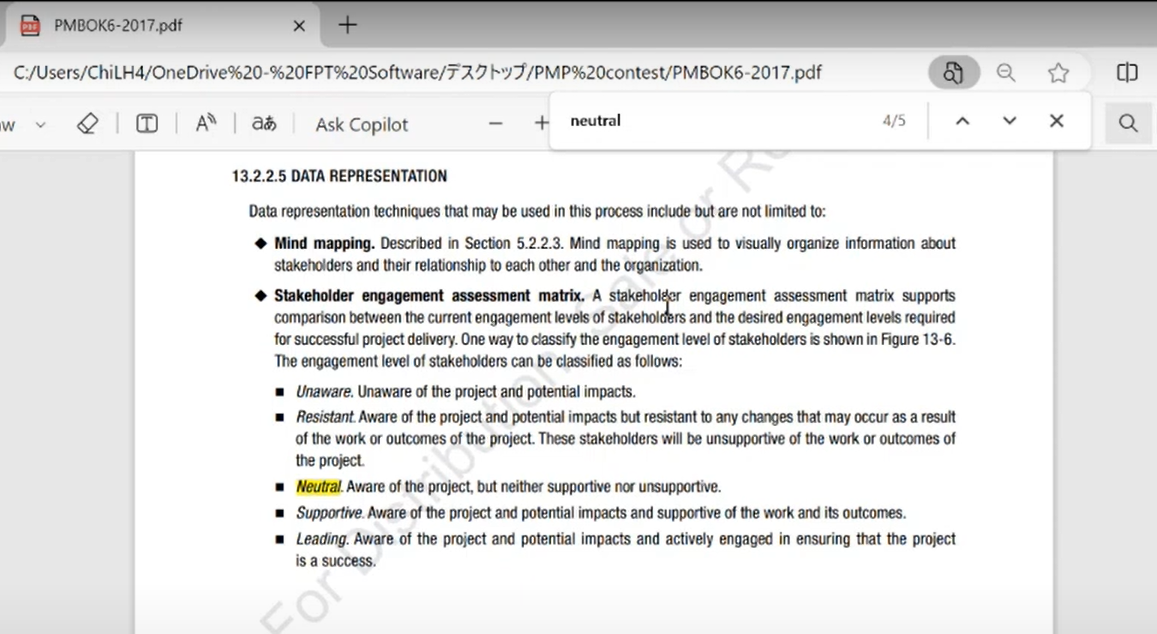 PMBOK6-2017.pdf
C:/Users/ChiLH4/OneDrive%20-%20FPT%20Software/デスクトップ/PMP%20contest/PMBOK6-2017.pdf
aあ Ask Copilot
neutral 4/5
13.2.2.5 DATA REPRESENTATION
Data representation techniques that may be used in this process include but are not limited to:
◆ Mind mapping. Described in Section 5.2.2.3. Mind mapping is used to visually organize information about
stakeholders and their relationship to each other and the organization.
◆ Stakeholder engagement assessment matrix. A stakeholder engagement assessment matrix supports
comparison between the current engagement levels of stakeholders and the desired engagement levels required
for successful project delivery. One way to classify the engagement level of stakeholders is shown in Figure 13-6.
The engagement level of stakeholders can be classified as follows:
■ Unaware. Unaware of the project and potential impacts.
■ Resistant. Aware of the project and potential impacts but resistant to any changes that may occur as a result
of the work or outcomes of the project. These stakeholders will be unsupportive of the work or outcomes of
the project.
■ Neutral. Aware of the project, but neither supportive nor unsupportive.
■ Supportive. Aware of the project and potential impacts and supportive of the work and its outcomes.
■ Leading. Aware of the project and potential impacts and actively engaged in ensuring that the project
is a success.
For Distribution, Sale or